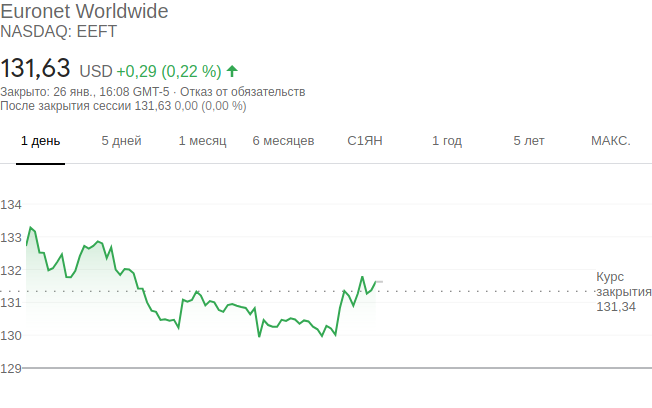 Euronet Worldwide
NASDAQ: EEFT
131,63 USD +0,29 (0,22 %)
Закрыто: 26 янв., 16:08 GMT-5 · Отказ от обязательств
После закрытия сессии 131,63 0,00 (0,00 %)
1 день 5 дней 1 месяц 6 месяцев С1ЯН 1 год 5 лет МАКС.
134
133
132
Курс
закрытия
131,34
131
130
129